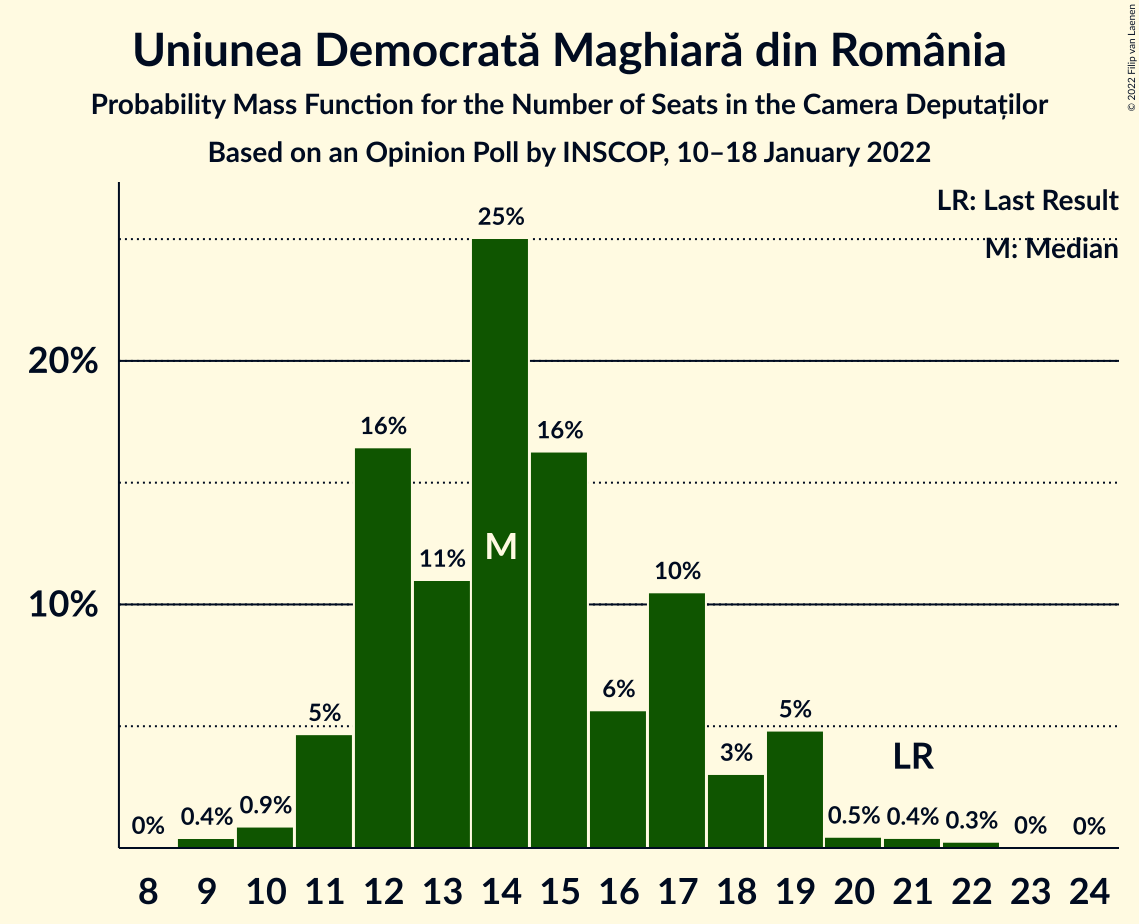 Uniunea Democrată Maghiară din România
Probability Mass Function for the Number of Seats in the Camera Deputaților
Based on an Opinion Poll by INSCOP, 10–18 January 2022
© 2022 Filip van Laenen
LR: Last Result
M: Median
20%
10%
0%
0.4%
0.9%
5%
16%
11%
25%
16%
6%
10%
3%
5%
0.5%
0.4%
0.3%
0%
0%
M
LR
8 9 10 11 12 13 14 15 16 17 18 19 20 21 22 23 24